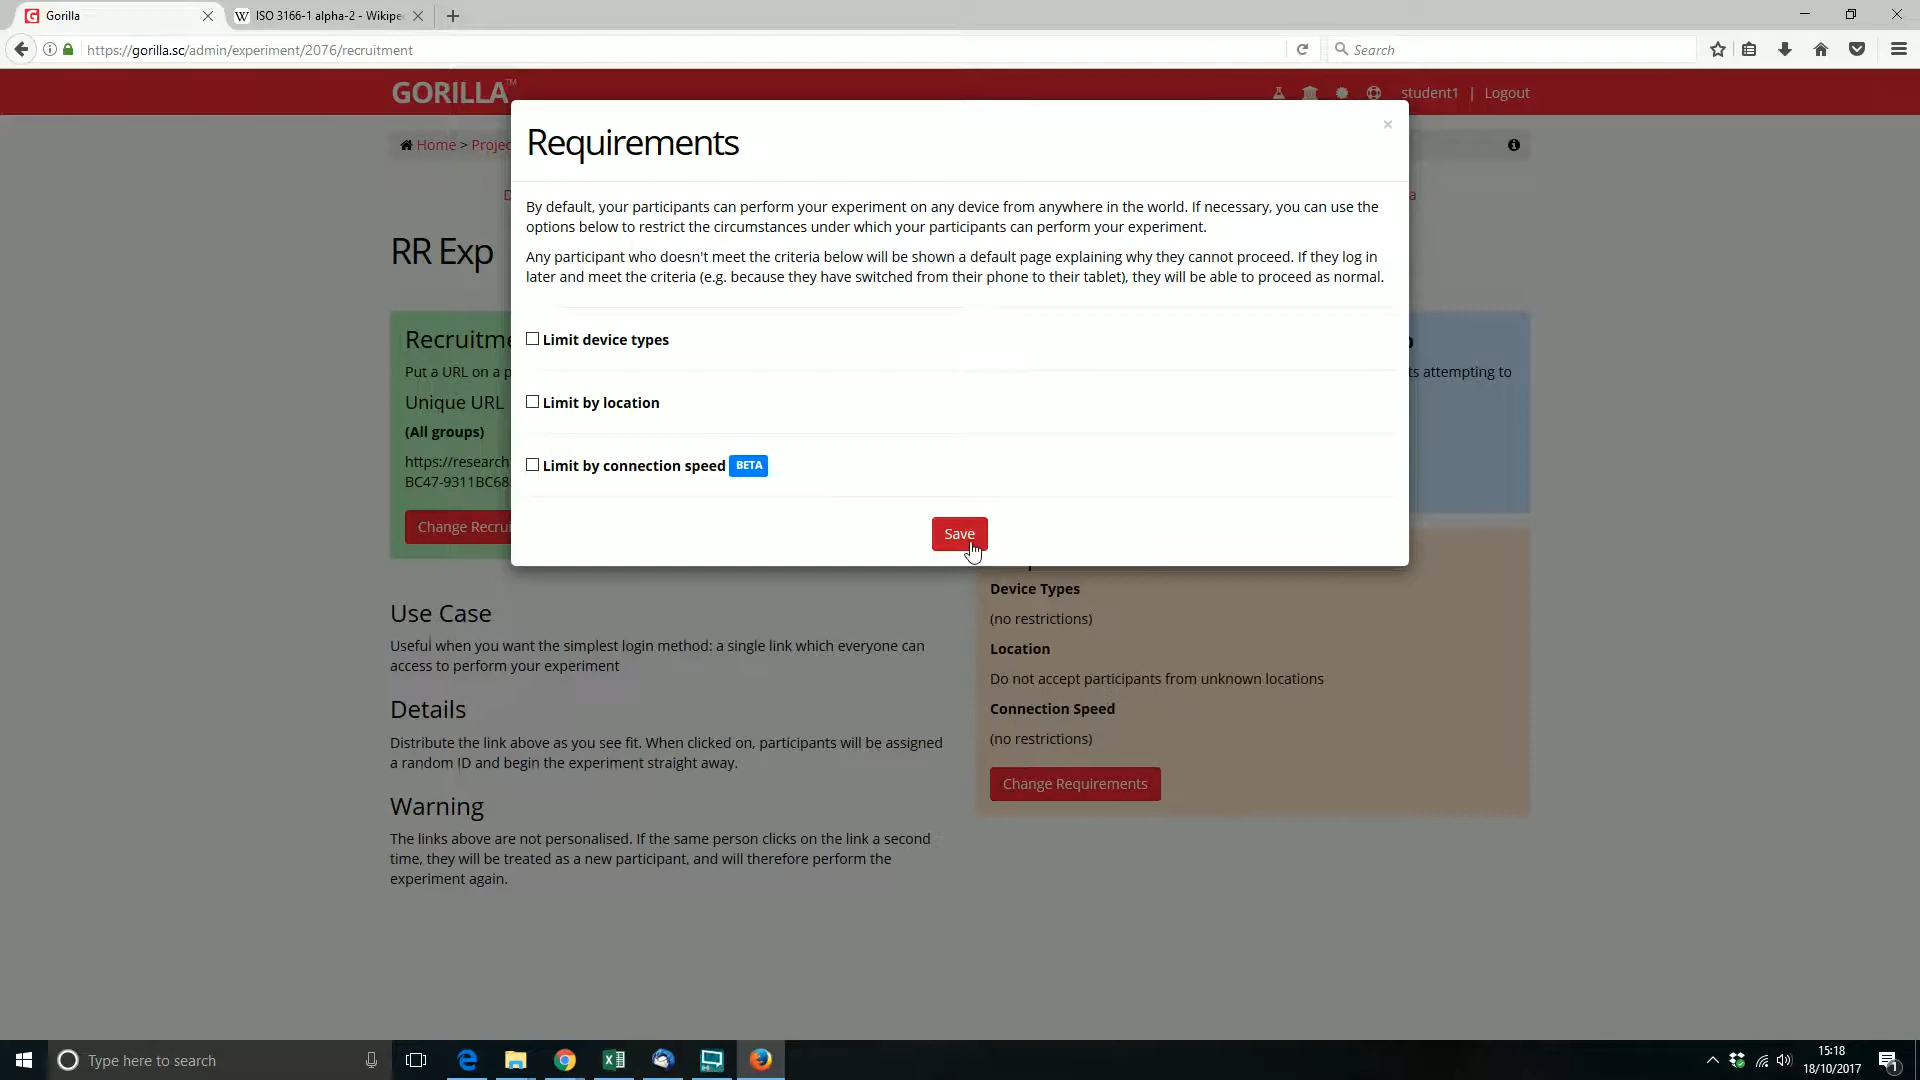 Gorilla
ISO 3166-1 alpha-2 - Wikipe
https://gorilla.sc/admin/experiment/2076/recruitment
Search
GORILLA™
student1 | Logout
Home > Projec
Requirements
×
By default, your participants can perform your experiment on any device from anywhere in the world. If necessary, you can use the
options below to restrict the circumstances under which your participants can perform your experiment.
Any participant who doesn't meet the criteria below will be shown a default page explaining why they cannot proceed. If they log in
later and meet the criteria (e.g. because they have switched from their phone to their tablet), they will be able to proceed as normal.
Limit device types
Limit by location
Limit by connection speed BETA
Save
RR Exp
Recruitme
Put a URL on a p
ts attempting to
Unique URL
(All groups)
https://research
BC47-9311BC68
Change Recrui
Use Case
Useful when you want the simplest login method: a single link which everyone can
access to perform your experiment
Details
Distribute the link above as you see fit. When clicked on, participants will be assigned
a random ID and begin the experiment straight away.
Warning
The links above are not personalised. If the same person clicks on the link a second
time, they will be treated as a new participant, and will therefore perform the
experiment again.
Device Types
(no restrictions)
Location
Do not accept participants from unknown locations
Connection Speed
(no restrictions)
Change Requirements
Type here to search
15:18
18/10/2017
1